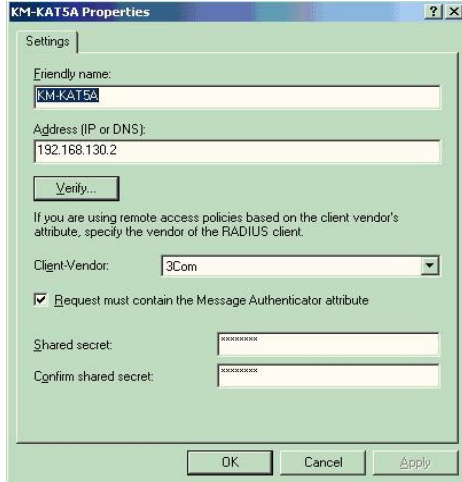 KM-KAT5A Properties
Settings
Friendly name:
KM-KAT5A
Address (IP or DNS):
192.168.130.2
Verify...
If you are using remote access policies based on the client vendor's
attribute, specify the vendor of the RADIUS client.
Client-Vendor:
3Com
Request must contain the Message Authenticator attribute
Shared secret:
xxxxxxxx
Confirm shared secret:
xxxxxxxx
OK
Cancel
Apply